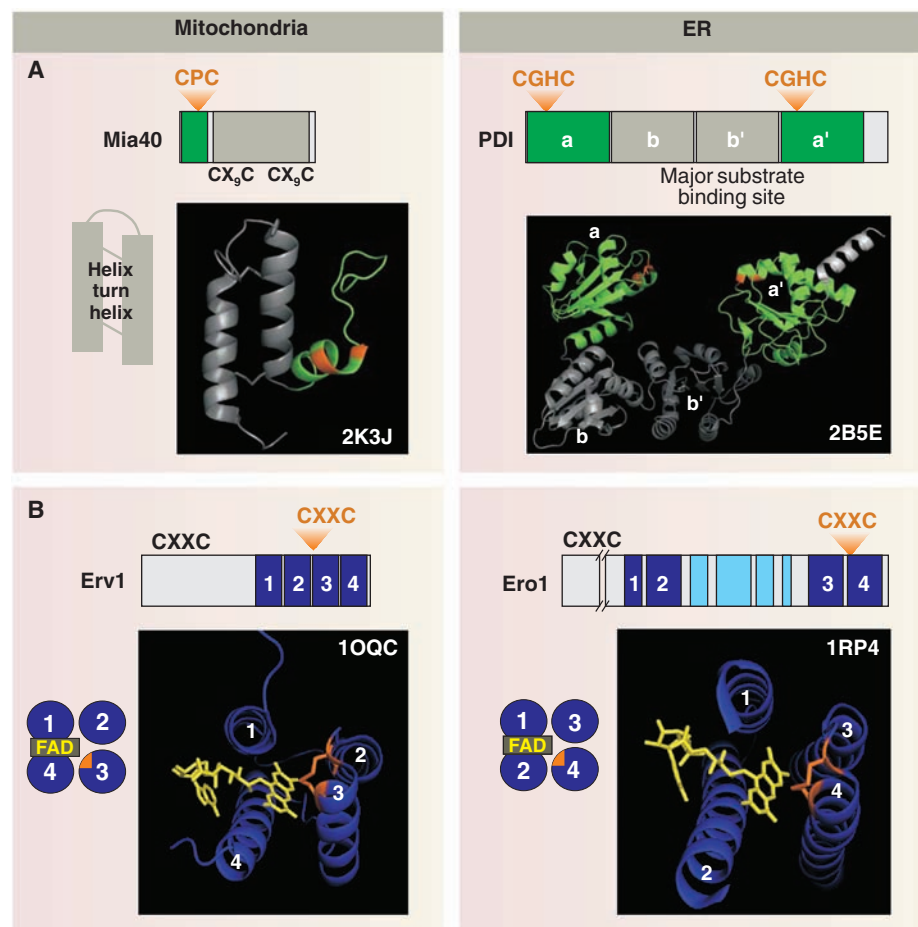 Mitochondria
ER
A
CPC
Mia40
CX₉C CX₉C
Helix
turn
helix
2K3J
CGHC CGHC
PDI a b b' a'
Major substrate
binding site
a
a'
b'
b
2B5E
B
CXXC
CXXC
Erv1 1 2 3 4
1OQC
1 2
FAD
4 3
1
2
3
4
CXXC
CXXC
Ero1 1 2 3 4
1RP4
1 3
FAD
2 4
1
3
4
2